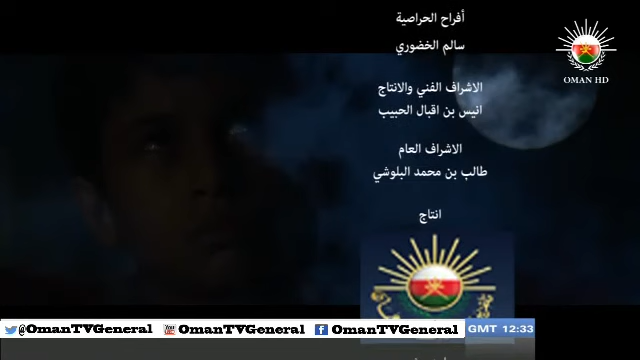 أفراح الحراصية
سالم الخضوري
الاشراف الفني والانتاج
انيس بن اقبال الحبيب
الاشراف العام
طالب بن محمد البلوشي
انتاج
OMAN HD
@OmanTVGeneral OmanTVGeneral OmanTVGeneral GMT 12:33